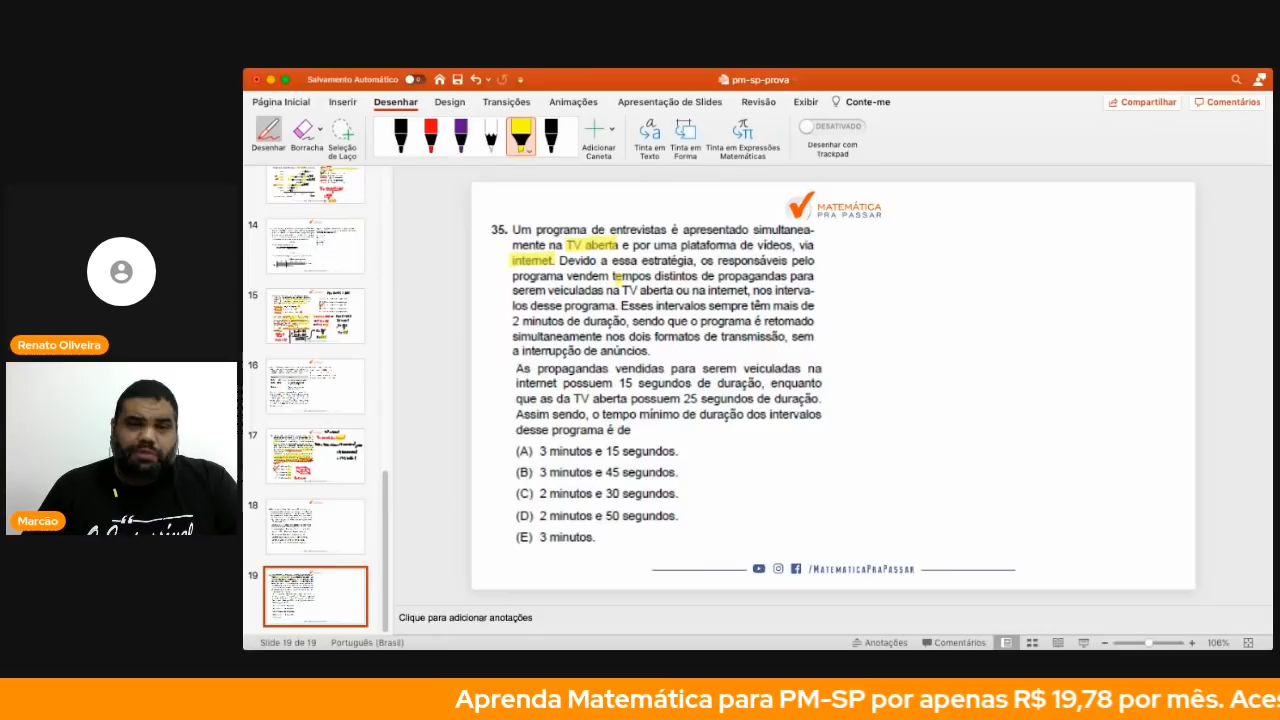 Salvamento Automático
pm-sp-prova
Página Inicial
Inserir
Desenhar
Design
Transições
Animações
Apresentação de Slides
Revisão
Exibir
Conte-me
Compartilhar
Comentários
Desenhar
Borracha
Seleção de Laço
Adicionar Caneta
Tinta em Texto
Tinta em Forma
Tinta em Expressões Matemáticas
DESATIVADO
Desenhar com Trackpad
14
15
16
17
18
19
MATEMÁTICA
PRA PASSAR
35. Um programa de entrevistas é apresentado simultanea-
mente na TV aberta e por uma plataforma de vídeos, via
internet. Devido a essa estratégia, os responsáveis pelo
programa vendem tempos distintos de propagandas para
serem veiculadas na TV aberta ou na internet, nos interva-
los desse programa. Esses intervalos sempre têm mais de
2 minutos de duração, sendo que o programa é retomado
simultaneamente nos dois formatos de transmissão, sem
a interrupção de anúncios.
As propagandas vendidas para serem veiculadas na
internet possuem 15 segundos de duração, enquanto
que as da TV aberta possuem 25 segundos de duração.
Assim sendo, o tempo mínimo de duração dos intervalos
desse programa é de
(A) 3 minutos e 15 segundos.
(B) 3 minutos e 45 segundos.
(C) 2 minutos e 30 segundos.
(D) 2 minutos e 50 segundos.
(E) 3 minutos.
/MATEMATICAPRAPASSAR
Clique para adicionar anotações
Slide 19 de 19
Português (Brasil)
Anotações
Comentários
106%
Renato Oliveira
Marcão
Aprenda Matemática para PM-SP por apenas R$ 19,78 por mês. Aces